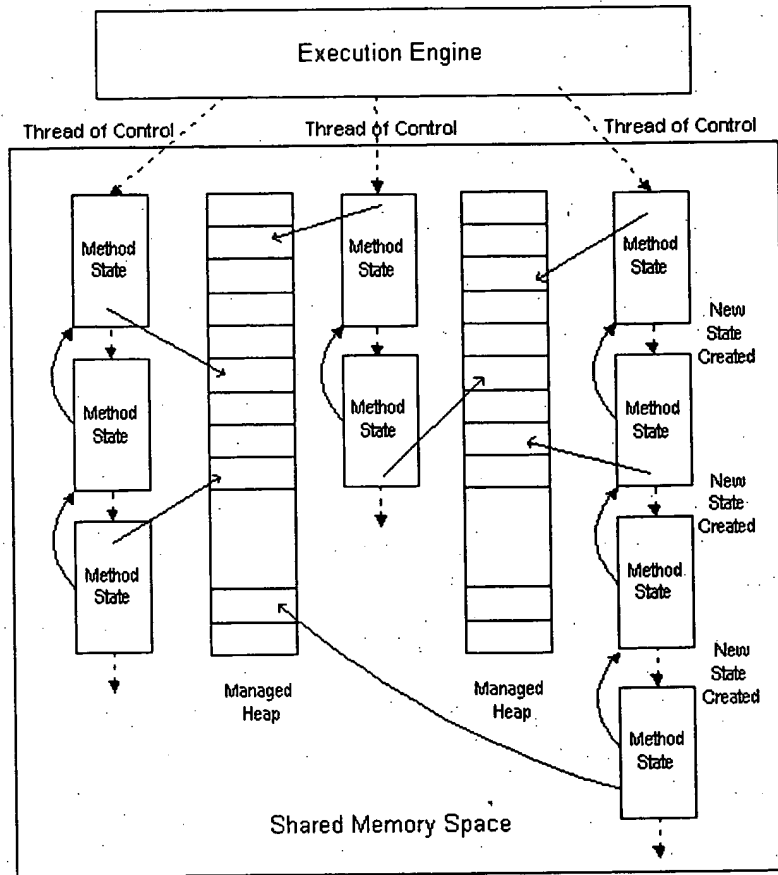 Execution Engine
Thread of Control
Thread of Control
Thread of Control
Method
State
Method
State
Method
State
New
State
Created
Method
State
Method
State
Method
State
New
State
Created
Method
State
Method
State
New
State
Created
Managed
Heap
Managed
Heap
Method
State
Shared Memory Space